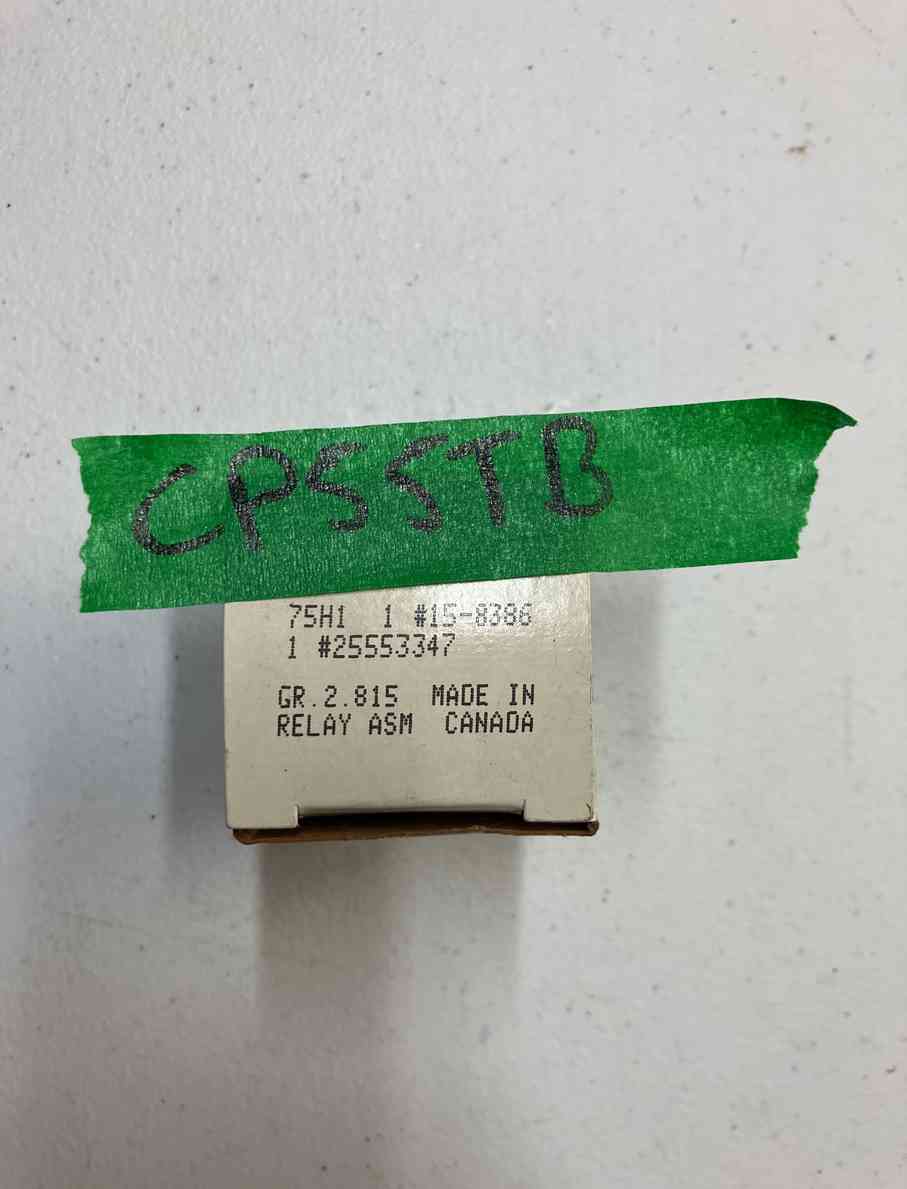 CP55TB
75H1 1 #15-8386
1 #25553347
GR.2.815 MADE IN
RELAY ASM CANADA